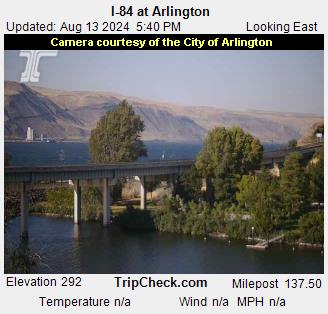 I-84 at Arlington
Updated: Aug 13 2024 5:40 PM Looking East
Camera courtesy of the City of Arlington
Elevation 292 TripCheck.com Milepost 137.50
Temperature n/a Wind n/a MPH n/a